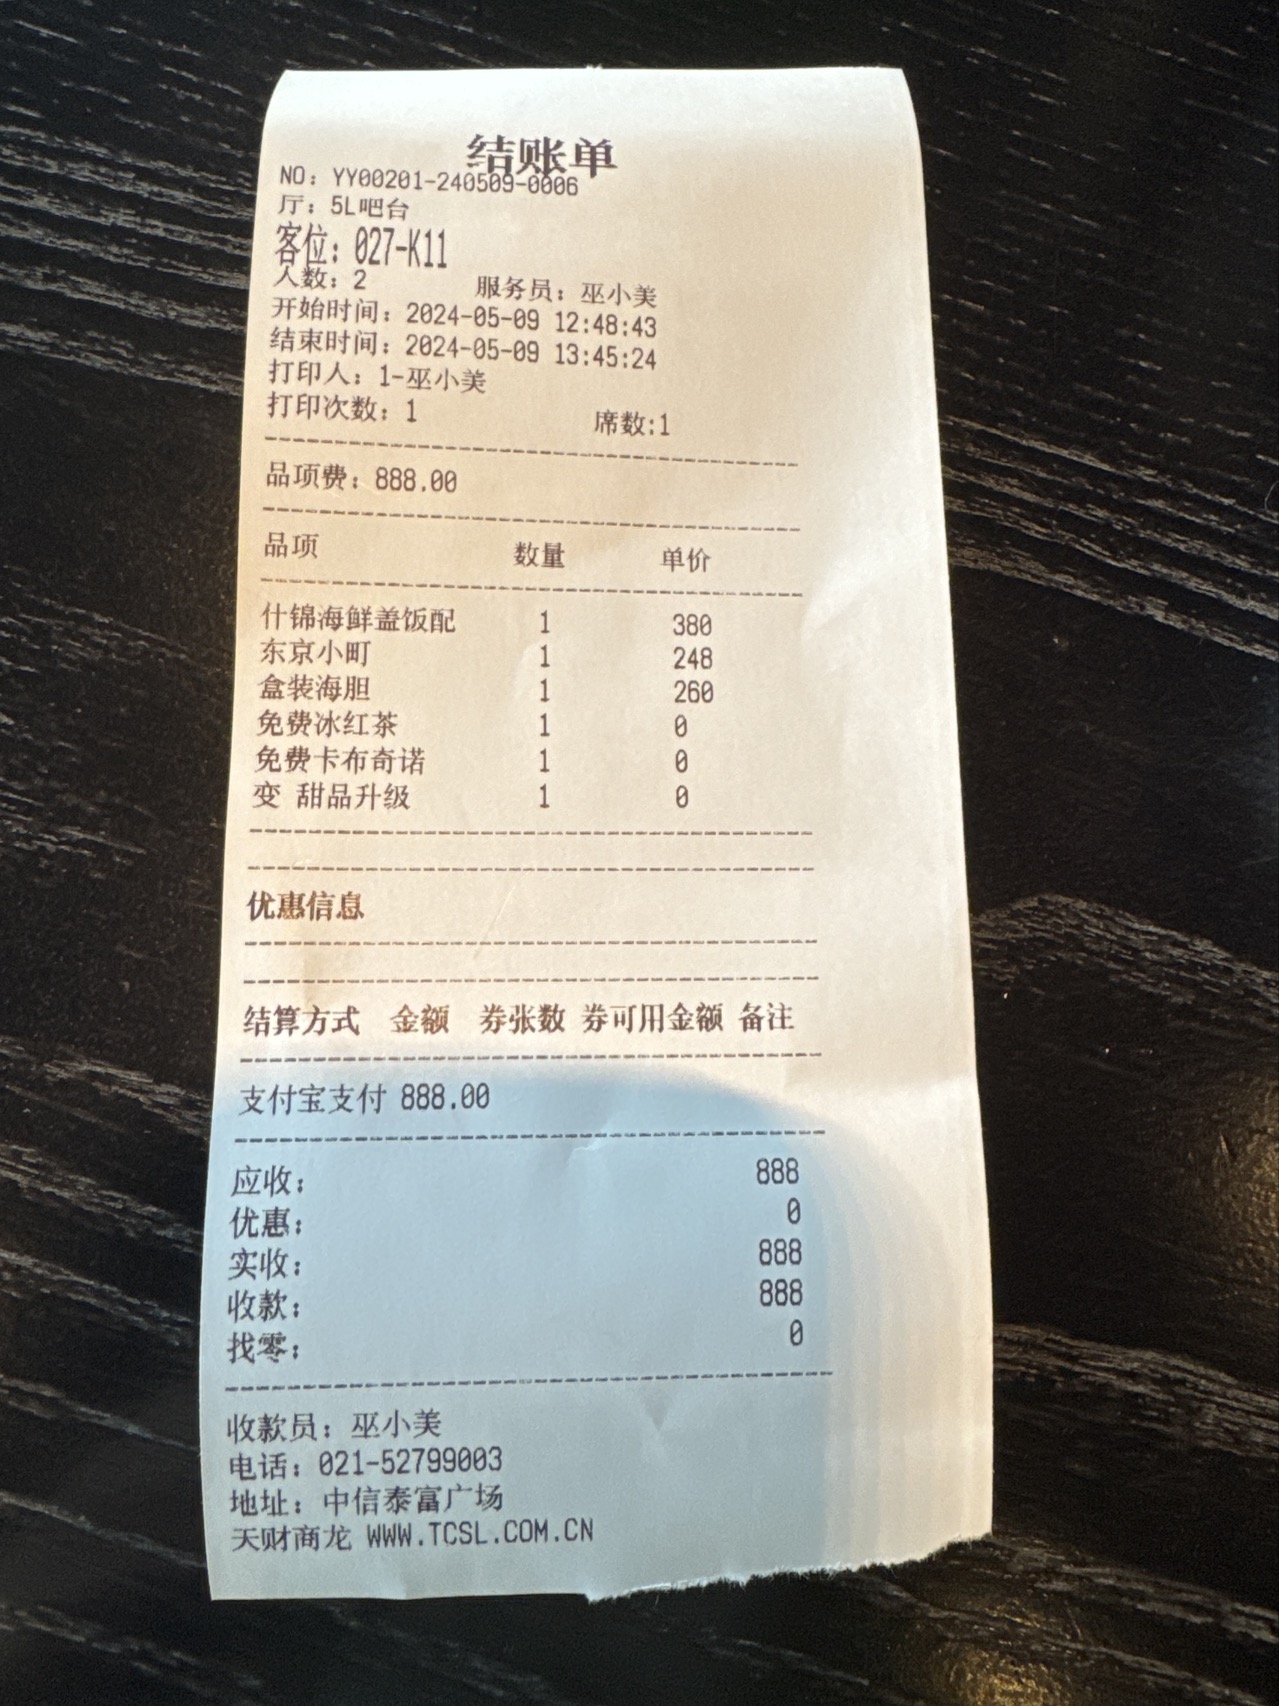 结账单
NO: YY00201-240509-0006
厅: 5L吧台
客位: 027-K11
人数: 2 服务员: 巫小美
开始时间: 2024-05-09 12:48:43
结束时间: 2024-05-09 13:45:24
打印人: 1-巫小美
打印次数: 1 席数:1
品项费: 888.00
品项 数量 单价
什锦海鲜盖饭配 1 380
东京小町 1 248
盒装海胆 1 260
免费冰红茶 1 0
免费卡布奇诺 1 0
变 甜品升级 1 0
优惠信息
结算方式 金额 券张数 券可用金额 备注
支付宝支付 888.00
应收: 888
优惠: 0
实收: 888
收款: 888
找零: 0
收款员: 巫小美
电话: 021-52799003
地址: 中信泰富广场
天财商龙 WWW.TCSL.COM.CN